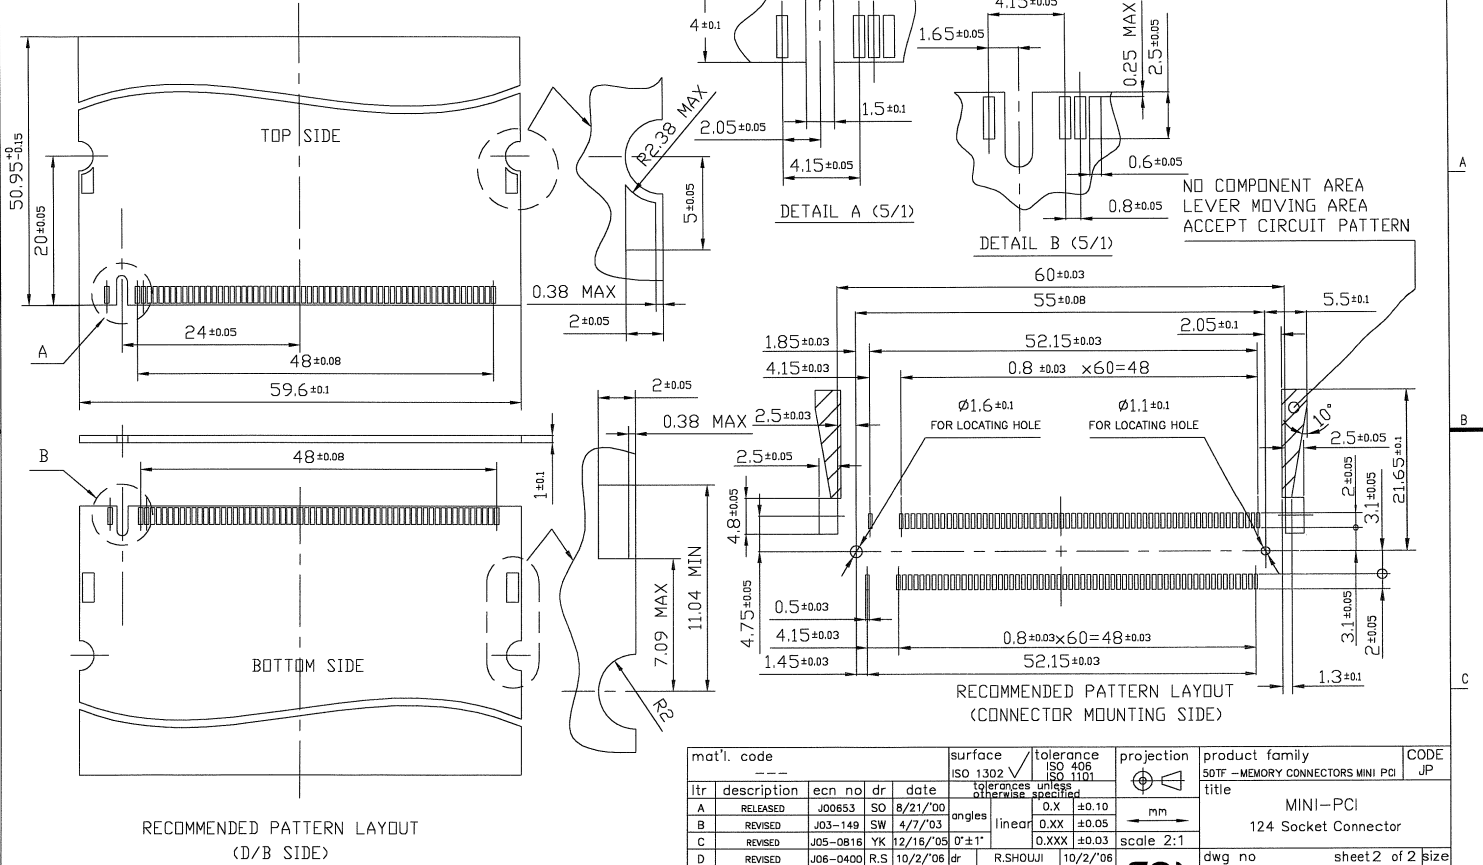 TOP SIDE
50.95 +0 -0.15
20±0.05
A
24±0.05
48±0.08
59.6±0.1
R2.38 MAX
5±0.05
0.38 MAX
2±0.05
4±0.1
2.05±0.05
4.15±0.05
1.5±0.1
DETAIL A (5/1)
4.15±0.05
1.65±0.05
0.25 MAX
2.5±0.05
0.6±0.05
0.8±0.05
DETAIL B (5/1)
NO COMPONENT AREA
LEVER MOVING AREA
ACCEPT CIRCUIT PATTERN
60±0.03
55±0.08
5.5±0.1
2.05±0.1
1.85±0.03
52.15±0.03
4.15±0.03
0.8 ±0.03 x60=48
Ø1.6±0.1
FOR LOCATING HOLE
Ø1.1±0.1
FOR LOCATING HOLE
10°
2.5±0.03
2.5±0.05
2.5±0.05
21.65±0.1
2±0.05
3.1±0.05
4.8±0.05
4.75±0.05
0.5±0.03
4.15±0.03
0.8±0.03x60=48±0.03
1.45±0.03
52.15±0.03
3.1±0.05
2±0.05
1.3±0.1
RECOMMENDED PATTERN LAYOUT
(CONNECTOR MOUNTING SIDE)
B
48±0.08
1±0.1
2±0.05
0.38 MAX
7.09 MAX
11.04 MIN
R2
BOTTOM SIDE
RECOMMENDED PATTERN LAYOUT
(D/B SIDE)
A
B
C
mat'l. code
---
surface
ISO 1302
tolerance
ISO 406
ISO 1101
projection
product family
50TF -MEMORY CONNECTORS MINI PCI
CODE
JP
ltr description ecn no dr date
tolerances unless
otherwise specified
title
MINI-PCI
124 Socket Connector
A RELEASED J00653 SO 8/21/'00
B REVISED J03-149 SW 4/7/'03
C REVISED J05-0816 YK 12/16/'05
D REVISED J06-0400 R.S 10/2/'06
angles
0°±1°
linear
0.X ±0.10
0.XX ±0.05
0.XXX ±0.03
mm
scale 2:1
dr R.SHOUJI 10/2/'06
dwg no sheet2 of 2 size